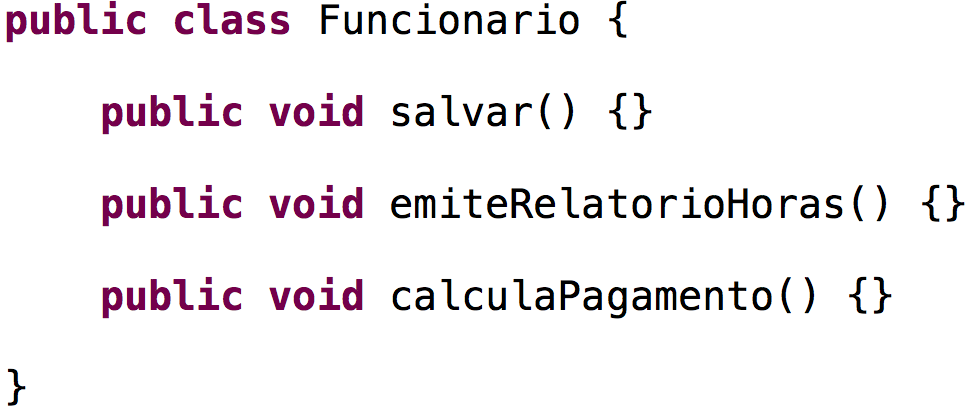 public class Funcionario {
public void salvar() {}
public void emiteRelatorioHoras() {}
public void calculaPagamento() {}
}